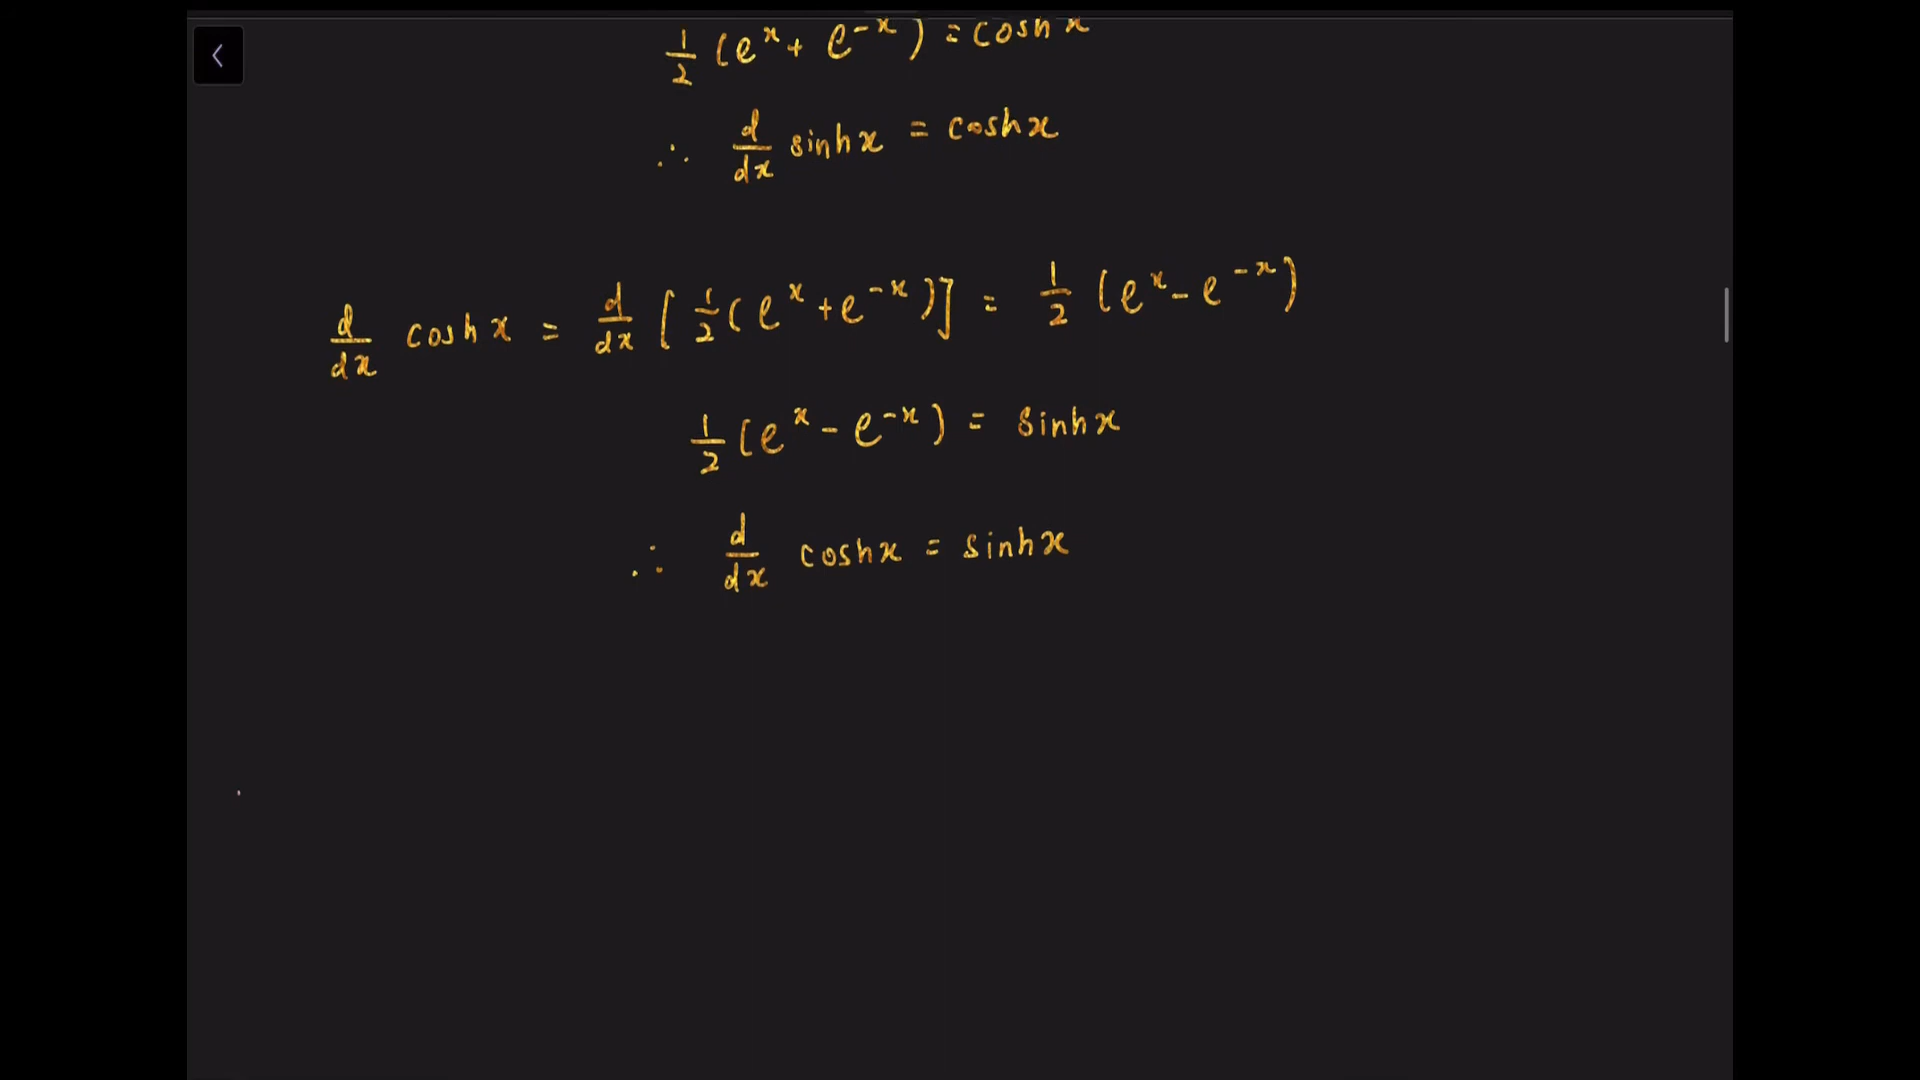 1/2 (e^x + e^-x) = cosh x
∴ d/dx sinh x = cosh x
d/dx cosh x = d/dx [1/2 (e^x + e^-x)] = 1/2 (e^x - e^-x)
1/2 (e^x - e^-x) = sinh x
∴ d/dx cosh x = sinh x